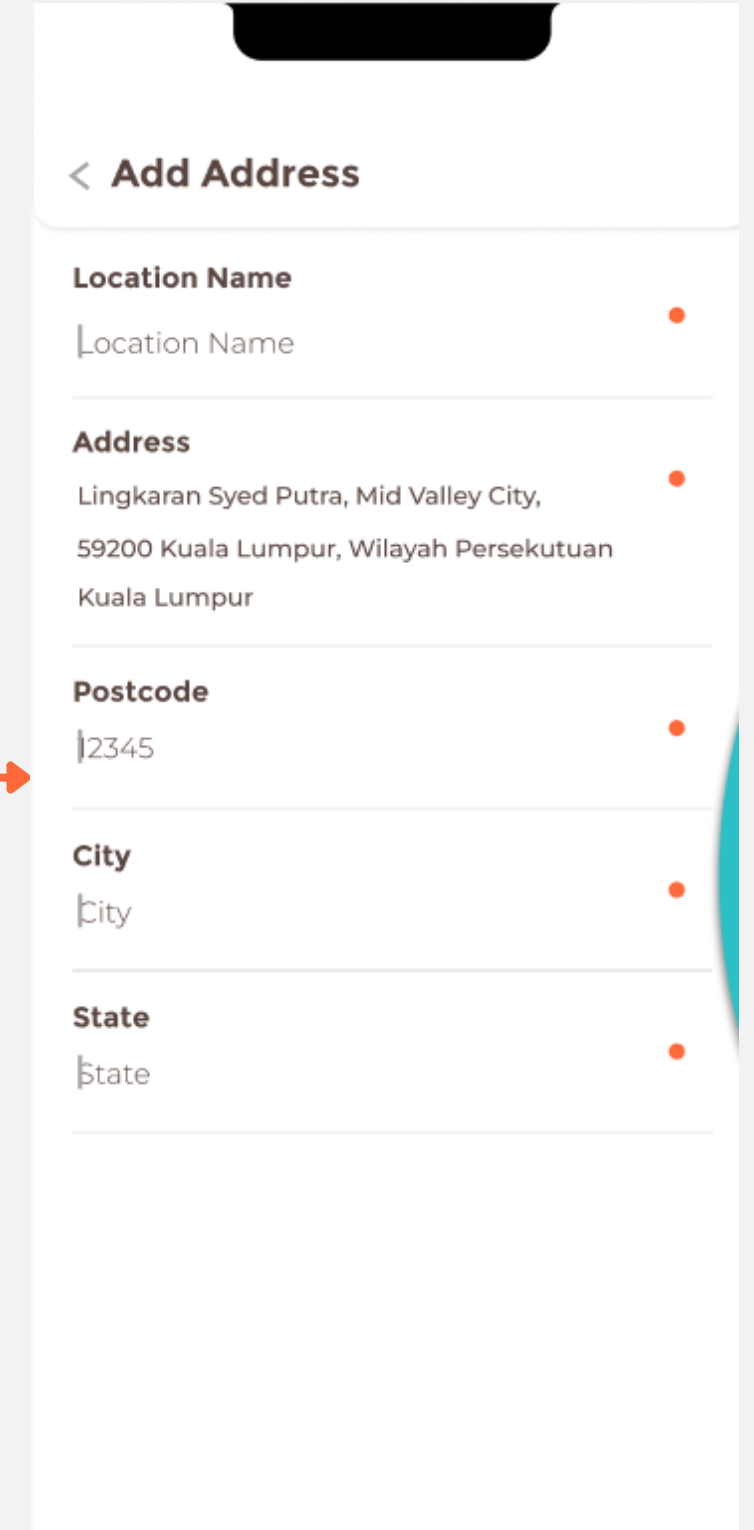 Add Address
Location Name
Location Name
Address
Lingkaran Syed Putra, Mid Valley City,
59200 Kuala Lumpur, Wilayah Persekutuan
Kuala Lumpur
Postcode
12345
City
City
State
State